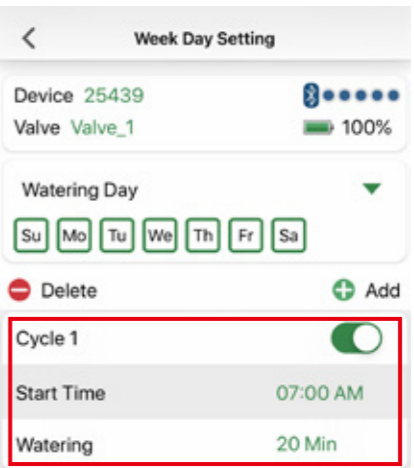 Week Day Setting
Device 25439
Valve Valve_1 100%
Watering Day
Su Mo Tu We Th Fr Sa
Delete Add
Cycle 1
Start Time 07:00 AM
Watering 20 Min